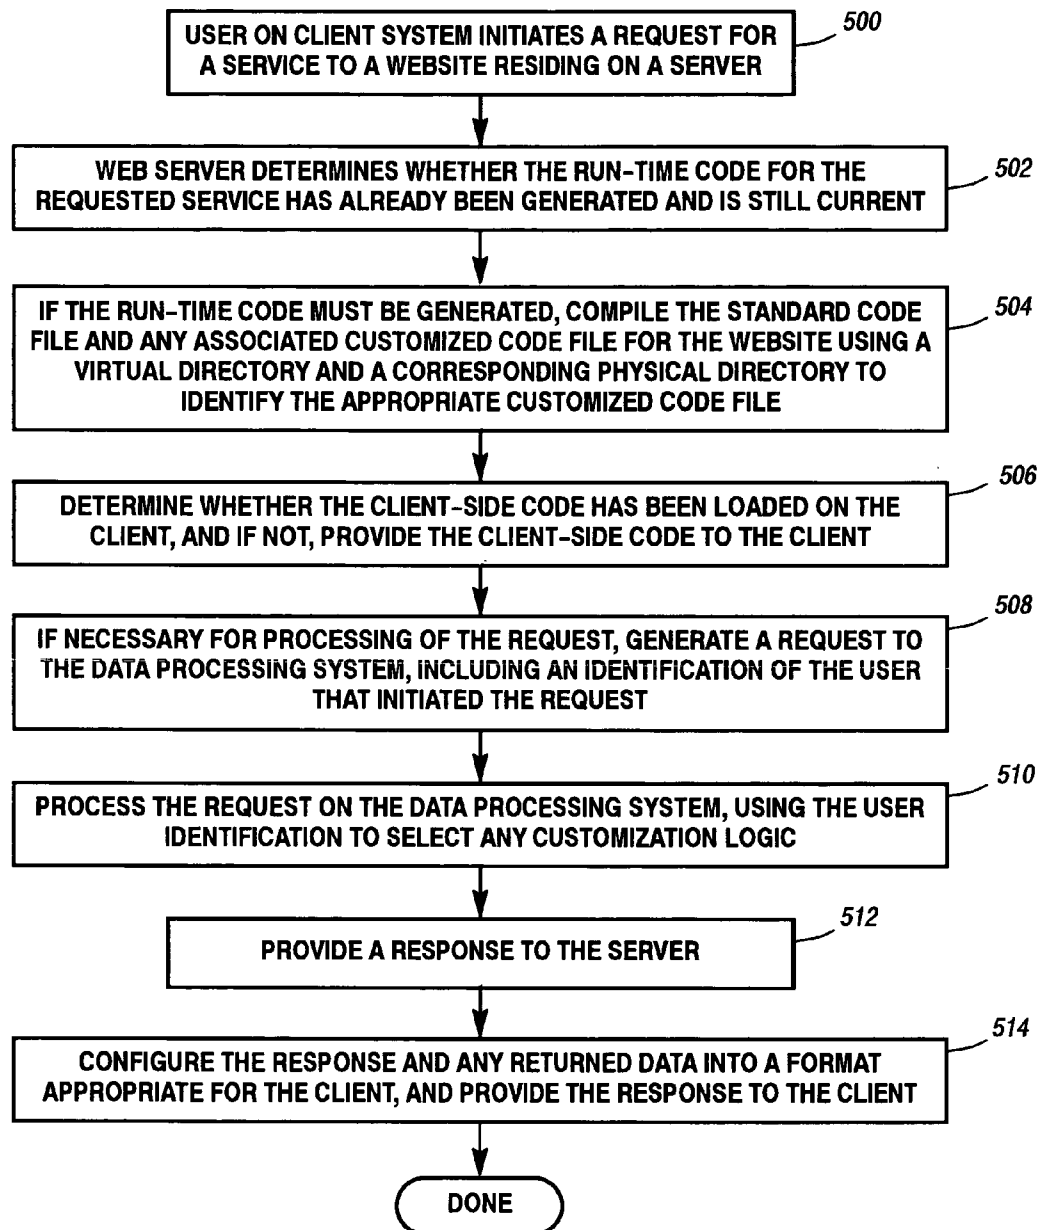 USER ON CLIENT SYSTEM INITIATES A REQUEST FOR
A SERVICE TO A WEBSITE RESIDING ON A SERVER
500
WEB SERVER DETERMINES WHETHER THE RUN-TIME CODE FOR THE
REQUESTED SERVICE HAS ALREADY BEEN GENERATED AND IS STILL CURRENT
502
IF THE RUN-TIME CODE MUST BE GENERATED, COMPILE THE STANDARD CODE
FILE AND ANY ASSOCIATED CUSTOMIZED CODE FILE FOR THE WEBSITE USING A
VIRTUAL DIRECTORY AND A CORRESPONDING PHYSICAL DIRECTORY TO
IDENTIFY THE APPROPRIATE CUSTOMIZED CODE FILE
504
DETERMINE WHETHER THE CLIENT-SIDE CODE HAS BEEN LOADED ON THE
CLIENT, AND IF NOT, PROVIDE THE CLIENT-SIDE CODE TO THE CLIENT
506
IF NECESSARY FOR PROCESSING OF THE REQUEST, GENERATE A REQUEST TO
THE DATA PROCESSING SYSTEM, INCLUDING AN IDENTIFICATION OF THE USER
THAT INITIATED THE REQUEST
508
PROCESS THE REQUEST ON THE DATA PROCESSING SYSTEM, USING THE USER
IDENTIFICATION TO SELECT ANY CUSTOMIZATION LOGIC
510
PROVIDE A RESPONSE TO THE SERVER
512
CONFIGURE THE RESPONSE AND ANY RETURNED DATA INTO A FORMAT
APPROPRIATE FOR THE CLIENT, AND PROVIDE THE RESPONSE TO THE CLIENT
514
DONE